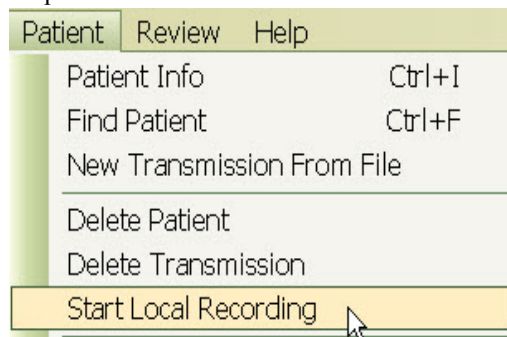 Patient Review Help
Patient Info Ctrl+I
Find Patient Ctrl+F
New Transmission From File
Delete Patient
Delete Transmission
Start Local Recording